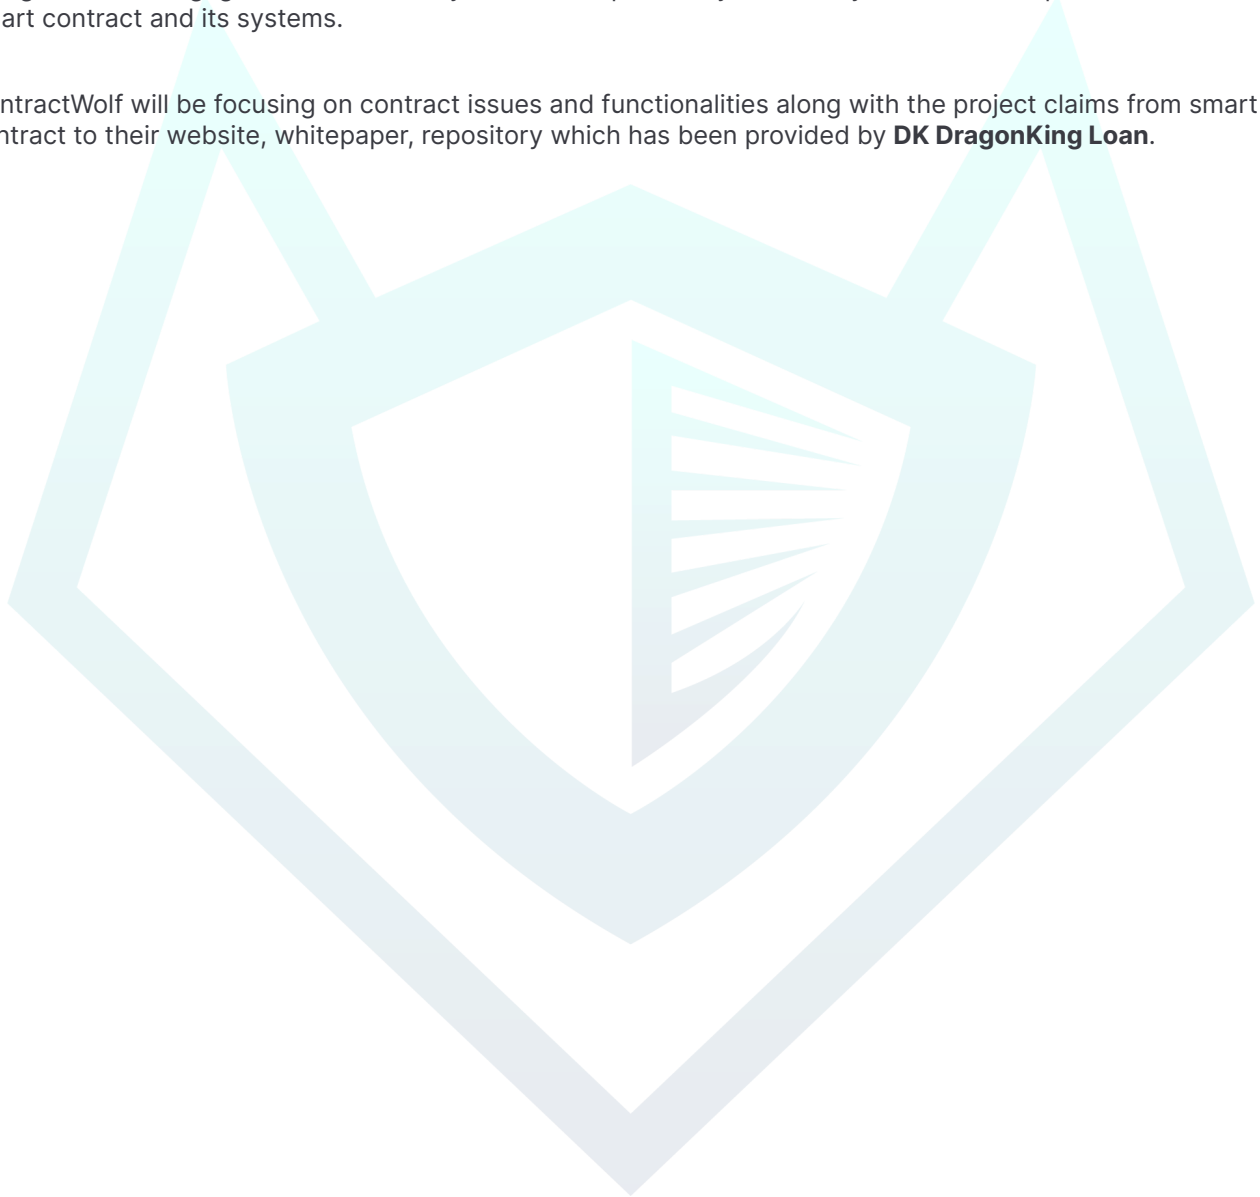 art contract and its systems.
ntractWolf will be focusing on contract issues and functionalities along with the project claims from smart
ntract to their website, whitepaper, repository which has been provided by DK DragonKing Loan.